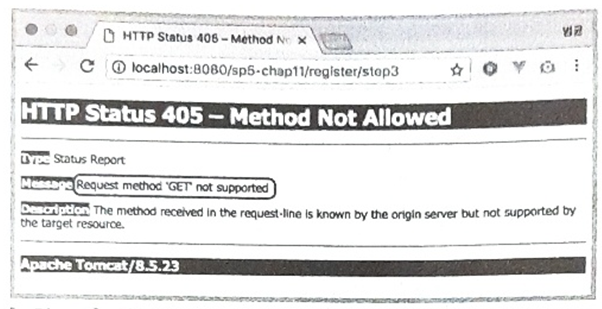 HTTP Status 405 – Method No
localhost:8080/sp5-chap11/register/step3
HTTP Status 405 – Method Not Allowed
Type Status Report
Message Request method 'GET' not supported
Description The method received in the request-line is known by the origin server but not supported by
the target resource.
Apache Tomcat/8.5.23